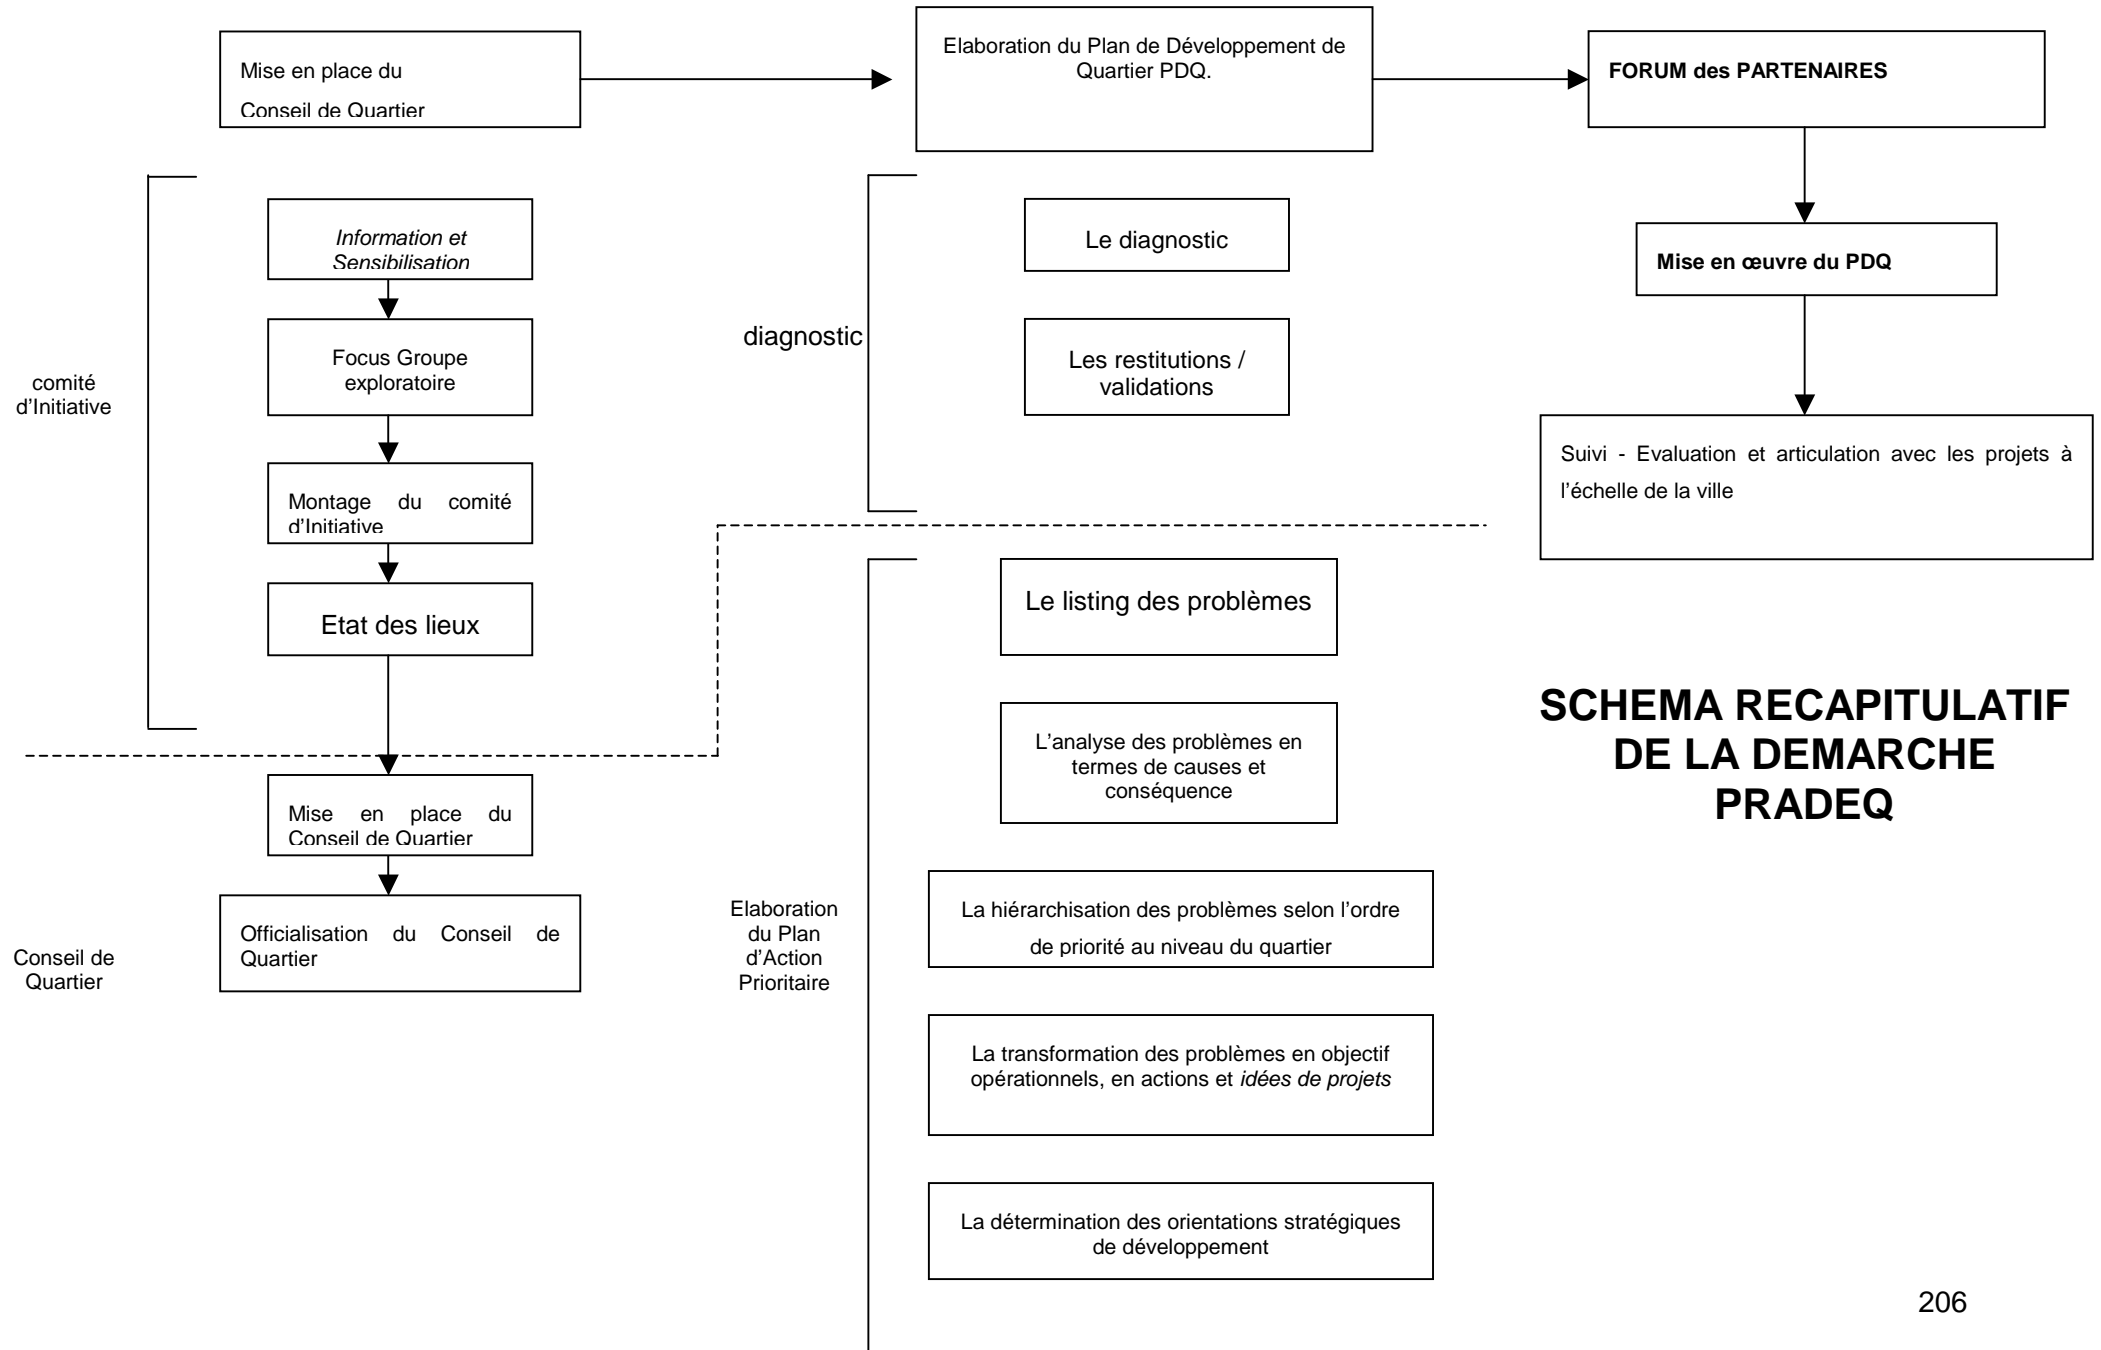 Mise en place du
Conseil de Quartier
Elaboration du Plan de Développement de
Quartier PDQ.
FORUM des PARTENAIRES
comité
d’Initiative
Information et
Sensibilisation
Focus Groupe
exploratoire
Montage du comité
d’Initiative
Etat des lieux
Mise en place du
Conseil de Quartier
Officialisation du Conseil de
Quartier
Conseil de
Quartier
diagnostic
Le diagnostic
Les restitutions /
validations
Elaboration
du Plan
d’Action
Prioritaire
Le listing des problèmes
L’analyse des problèmes en
termes de causes et
conséquence
La hiérarchisation des problèmes selon l’ordre
de priorité au niveau du quartier
La transformation des problèmes en objectif
opérationnels, en actions et idées de projets
La détermination des orientations stratégiques
de développement
Mise en œuvre du PDQ
Suivi - Evaluation et articulation avec les projets à
l’échelle de la ville
SCHEMA RECAPITULATIF
DE LA DEMARCHE
PRADEQ
206